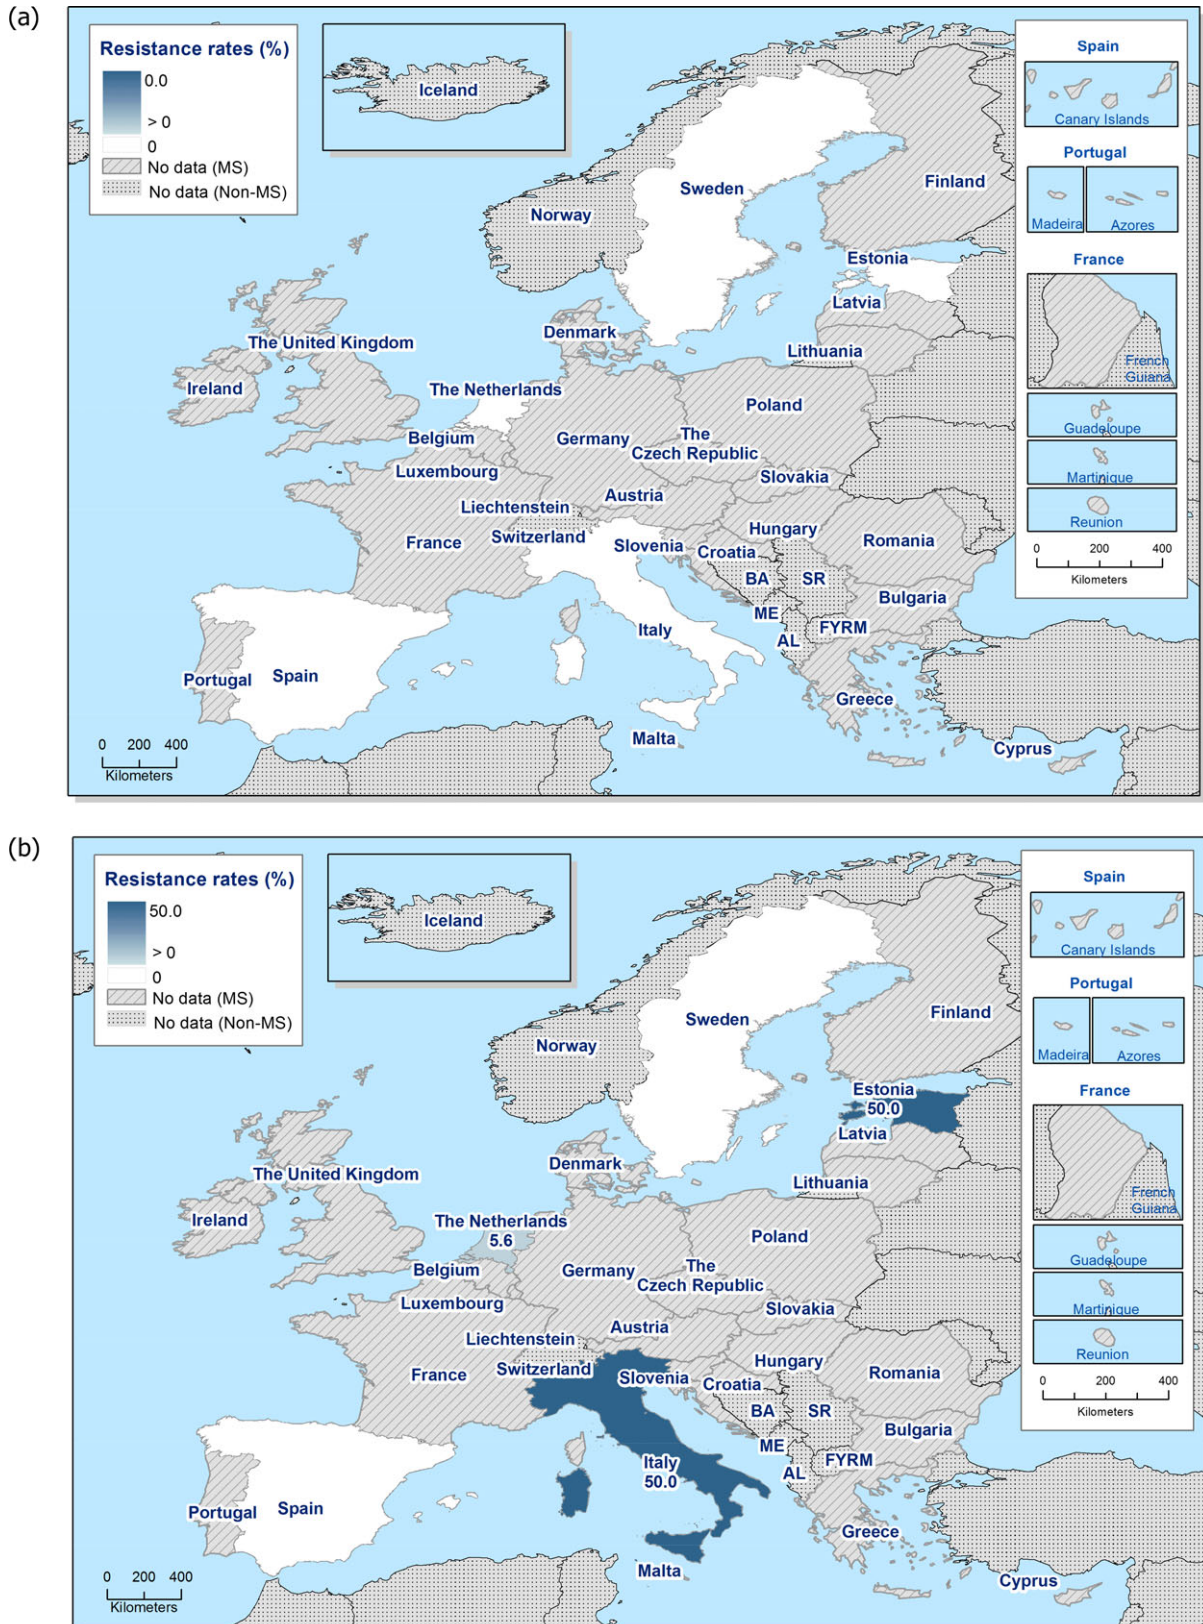 (a)
Resistance rates (%)
0.0
> 0
0
No data (MS)
No data (Non-MS)
Iceland
Spain
Canary Islands
Portugal
Madeira
Azores
France
French
Guiana
Guadeloupe
Martinique
Reunion
0 200 400
Kilometers
Sweden
Finland
Norway
Estonia
Latvia
Denmark
The United Kingdom
Lithuania
Ireland
The Netherlands
Poland
Belgium
Germany
The
Czech Republic
Luxembourg
Slovakia
Austria
Liechtenstein
Hungary
Switzerland
France
Slovenia
Romania
Croatia
BA
SR
Bulgaria
ME
Italy
FYRM
AL
Portugal
Spain
Greece
Malta
Cyprus
0 200 400
Kilometers
(b)
Resistance rates (%)
50.0
> 0
0
No data (MS)
No data (Non-MS)
Iceland
Spain
Canary Islands
Portugal
Madeira
Azores
France
French
Guiana
Guadeloupe
Martinique
Reunion
0 200 400
Kilometers
Sweden
Finland
Norway
Estonia
50.0
Latvia
Denmark
The United Kingdom
Lithuania
Ireland
The Netherlands
5.6
Poland
Belgium
Germany
The
Czech Republic
Luxembourg
Slovakia
Austria
Liechtenstein
Hungary
Switzerland
France
Slovenia
Romania
Croatia
BA
SR
Bulgaria
ME
Italy
50.0
FYRM
AL
Portugal
Spain
Greece
Malta
Cyprus
0 200 400
Kilometers